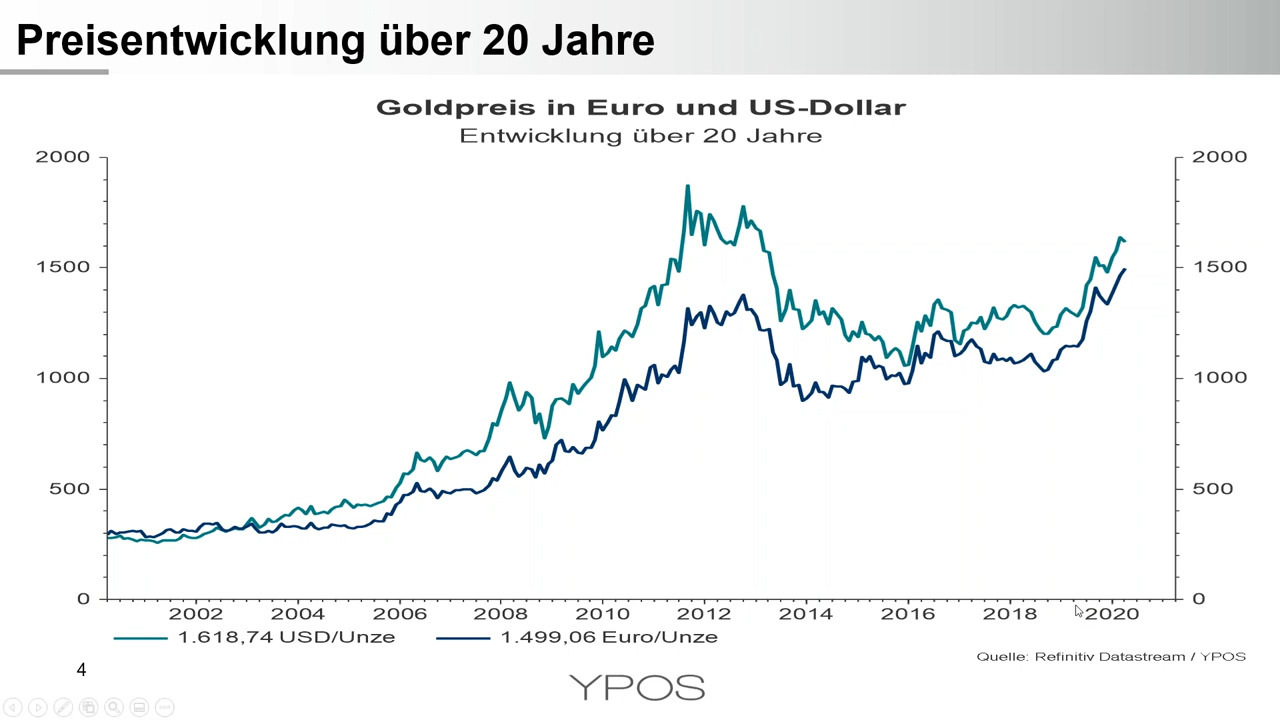 Preisentwicklung über 20 Jahre
Goldpreis in Euro und US-Dollar
Entwicklung über 20 Jahre
2000 2000
1500 1500
1000 1000
500 500
0 0
2002 2004 2006 2008 2010 2012 2014 2016 2018 2020
1.618,74 USD/Unze 1.499,06 Euro/Unze
Quelle: Refinitiv Datastream / YPOS
4
YPOS